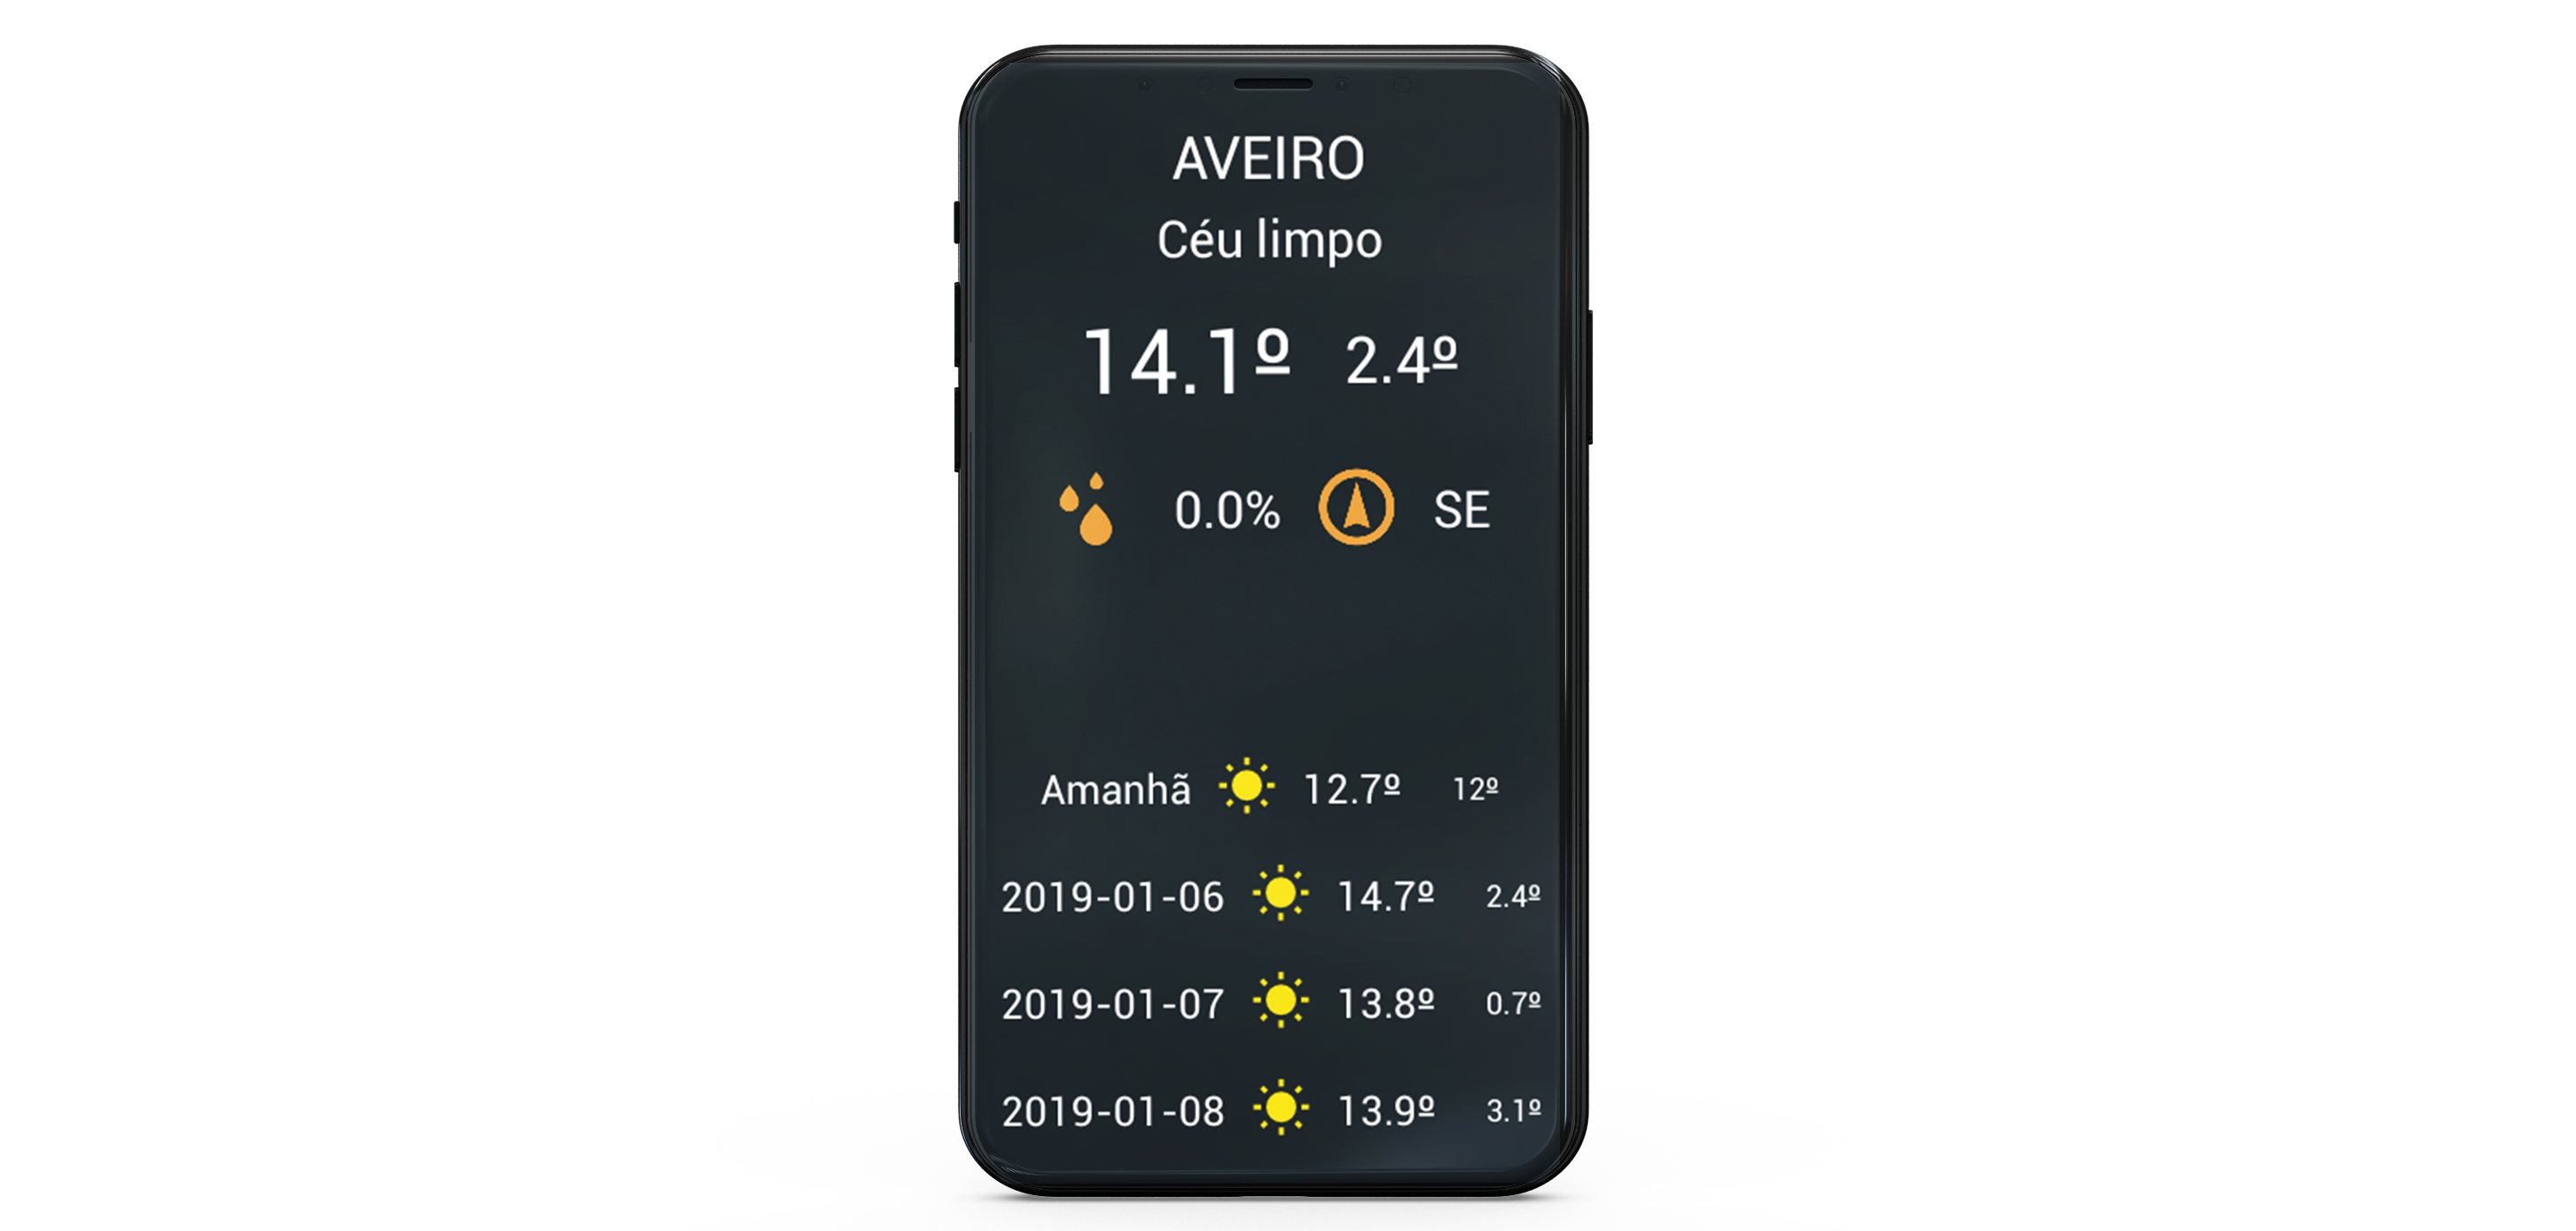 AVEIRO
Céu limpo
14.1º 2.4º
0.0% SE
Amanhã 12.7º 12º
2019-01-06 14.7º 2.4º
2019-01-07 13.8º 0.7º
2019-01-08 13.9º 3.1º